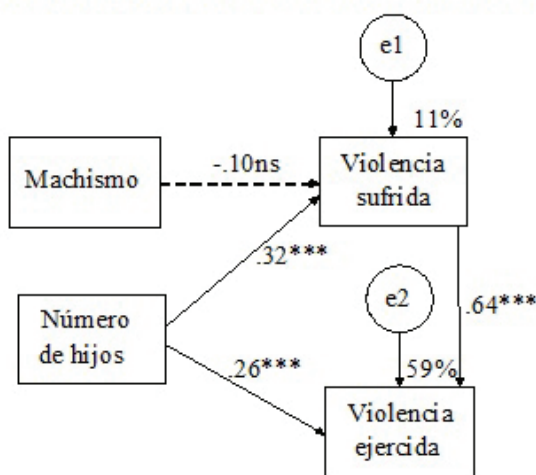 e1
11%
Machismo
-.10ns
Violencia
sufrida
.32***
Número
de hijos
e2
.64***
.26***
59%
Violencia
ejercida